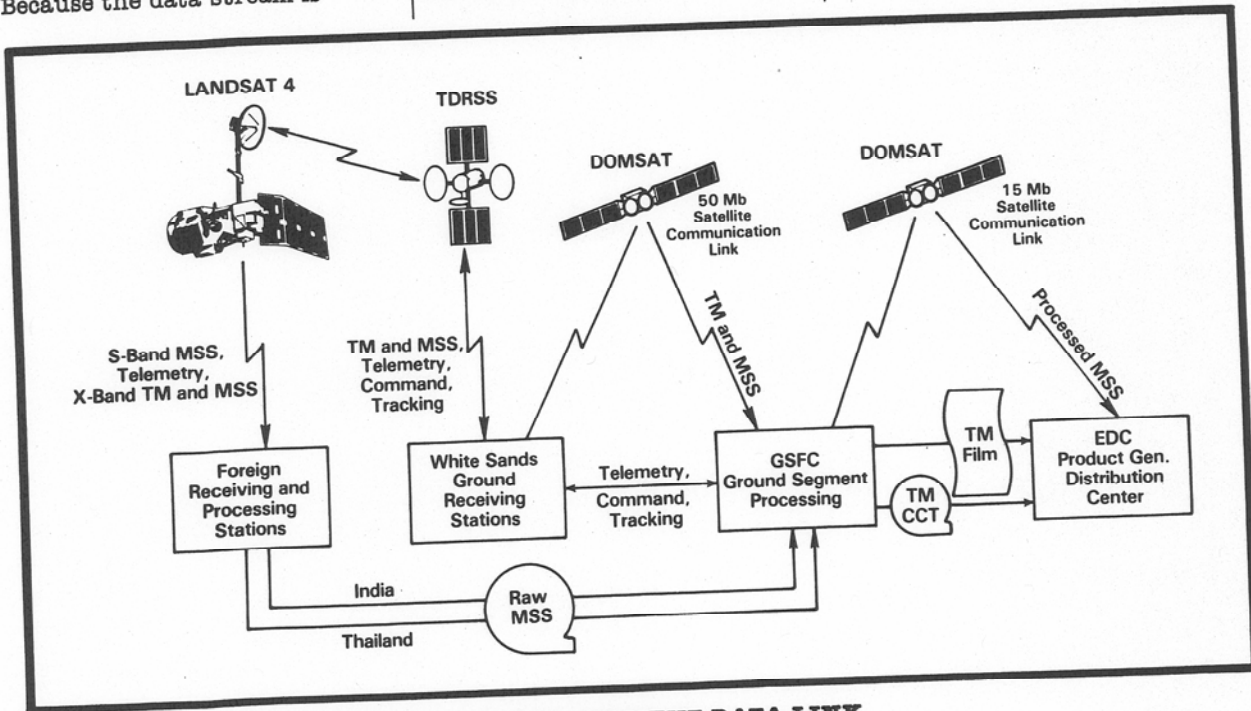 Because the data stream is
LANDSAT 4
TDRSS
DOMSAT
50 Mb
Satellite
Communication
Link
DOMSAT
15 Mb
Satellite
Communication
Link
S-Band MSS,
Telemetry,
X-Band TM and MSS
TM and MSS,
Telemetry,
Command,
Tracking
TM and MSS
Processed MSS
Foreign
Receiving and
Processing
Stations
White Sands
Ground
Receiving
Stations
Telemetry,
Command,
Tracking
GSFC
Ground Segment
Processing
TM
Film
TM
CCT
EDC
Product Gen.
Distribution
Center
India
Raw
MSS
Thailand
DATA LINK